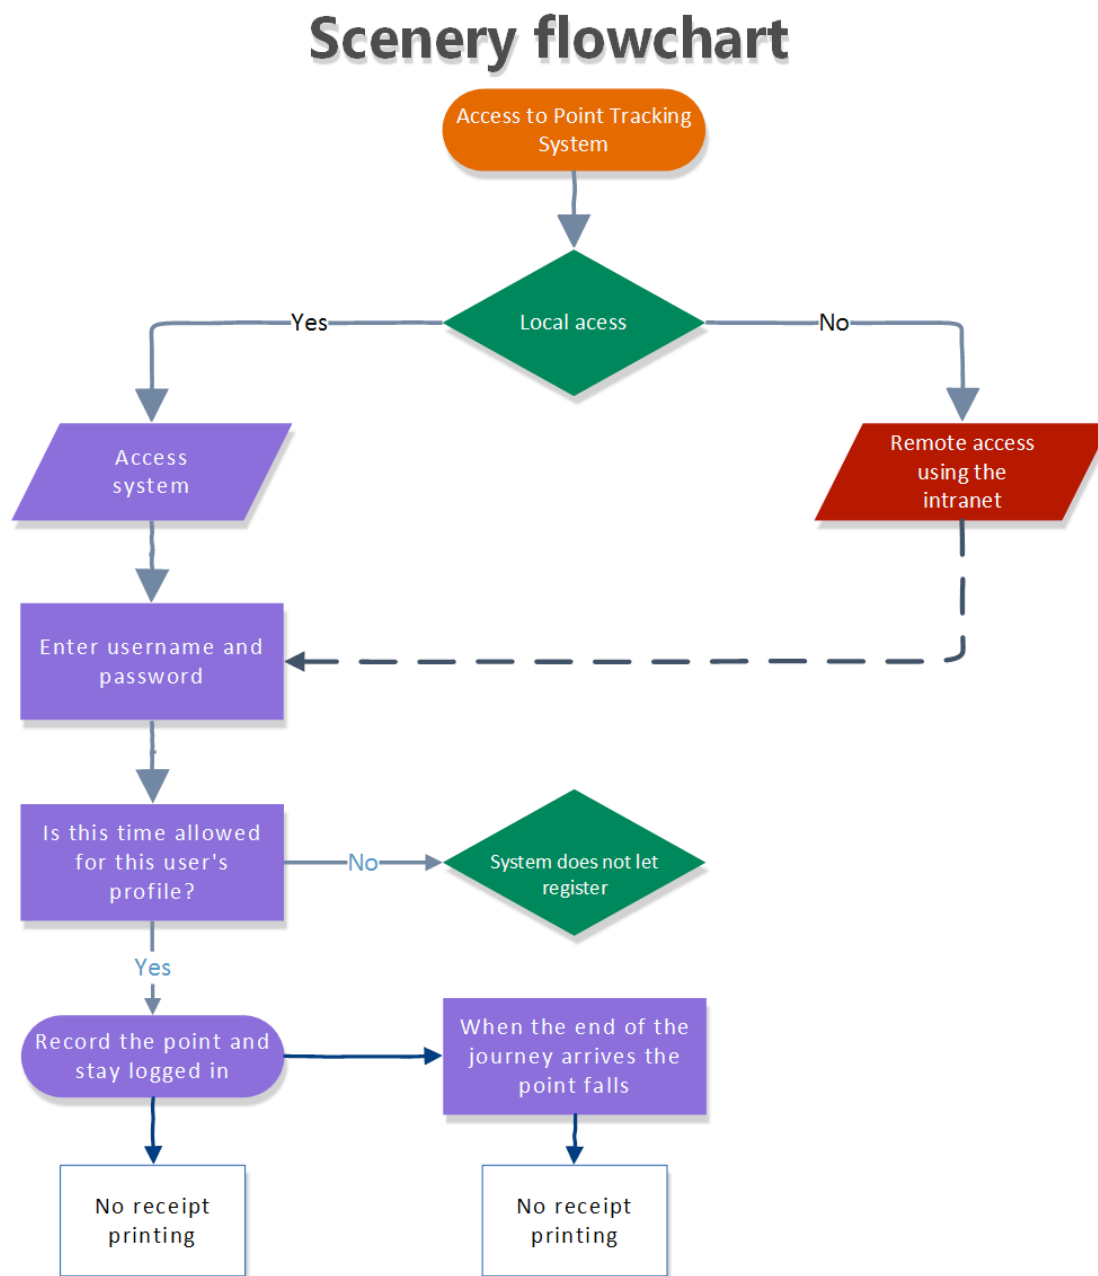 Scenery flowchart
Access to Point Tracking
System
Local acess
Yes
No
Access
system
Remote access
using the
intranet
Enter username and
password
Is this time allowed
for this user's
profile?
No
System does not let
register
Yes
Record the point and
stay logged in
When the end of the
journey arrives the
point falls
No receipt
printing
No receipt
printing